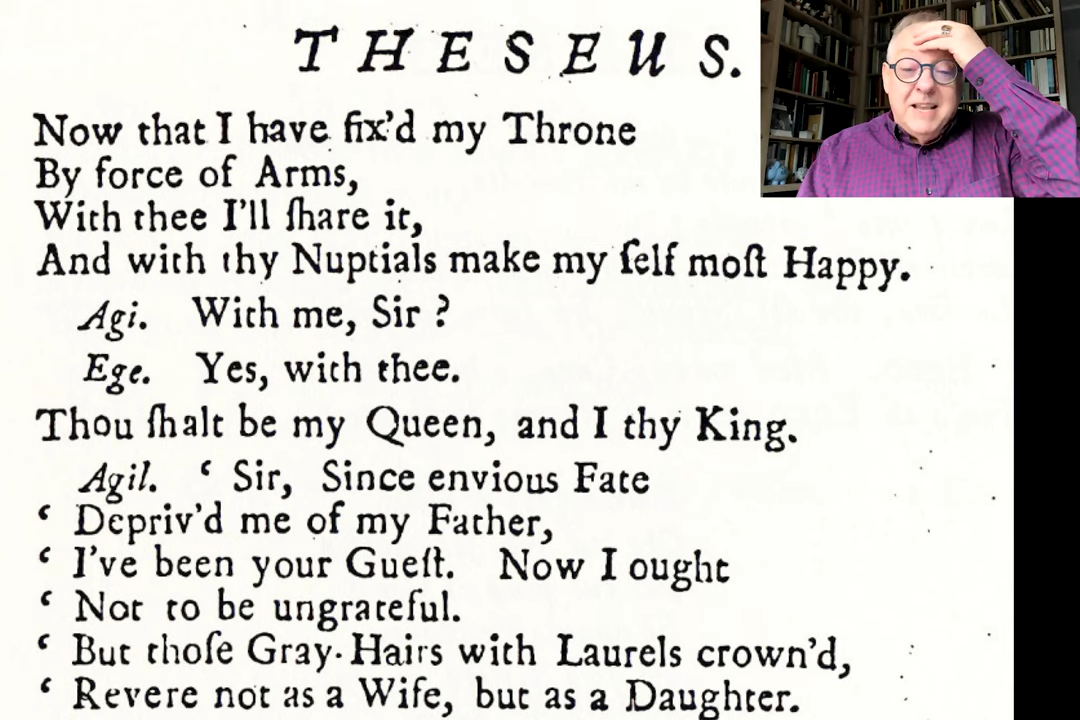 THESEUS.
Now that I have fix'd my Throne
By force of Arms,
With thee I'll ſhare it,
And with thy Nuptials make my ſelf moſt Happy.
Agi. With me, Sir ?
Ege. Yes, with thee.
Thou ſhalt be my Queen, and I thy King.
Agil. ‘ Sir, Since envious Fate
‘ Depriv'd me of my Father,
‘ I've been your Gueſt. Now I ought
‘ Not to be ungrateful.
‘ But thoſe Gray-Hairs with Laurels crown'd,
‘ Revere not as a Wife, but as a Daughter.